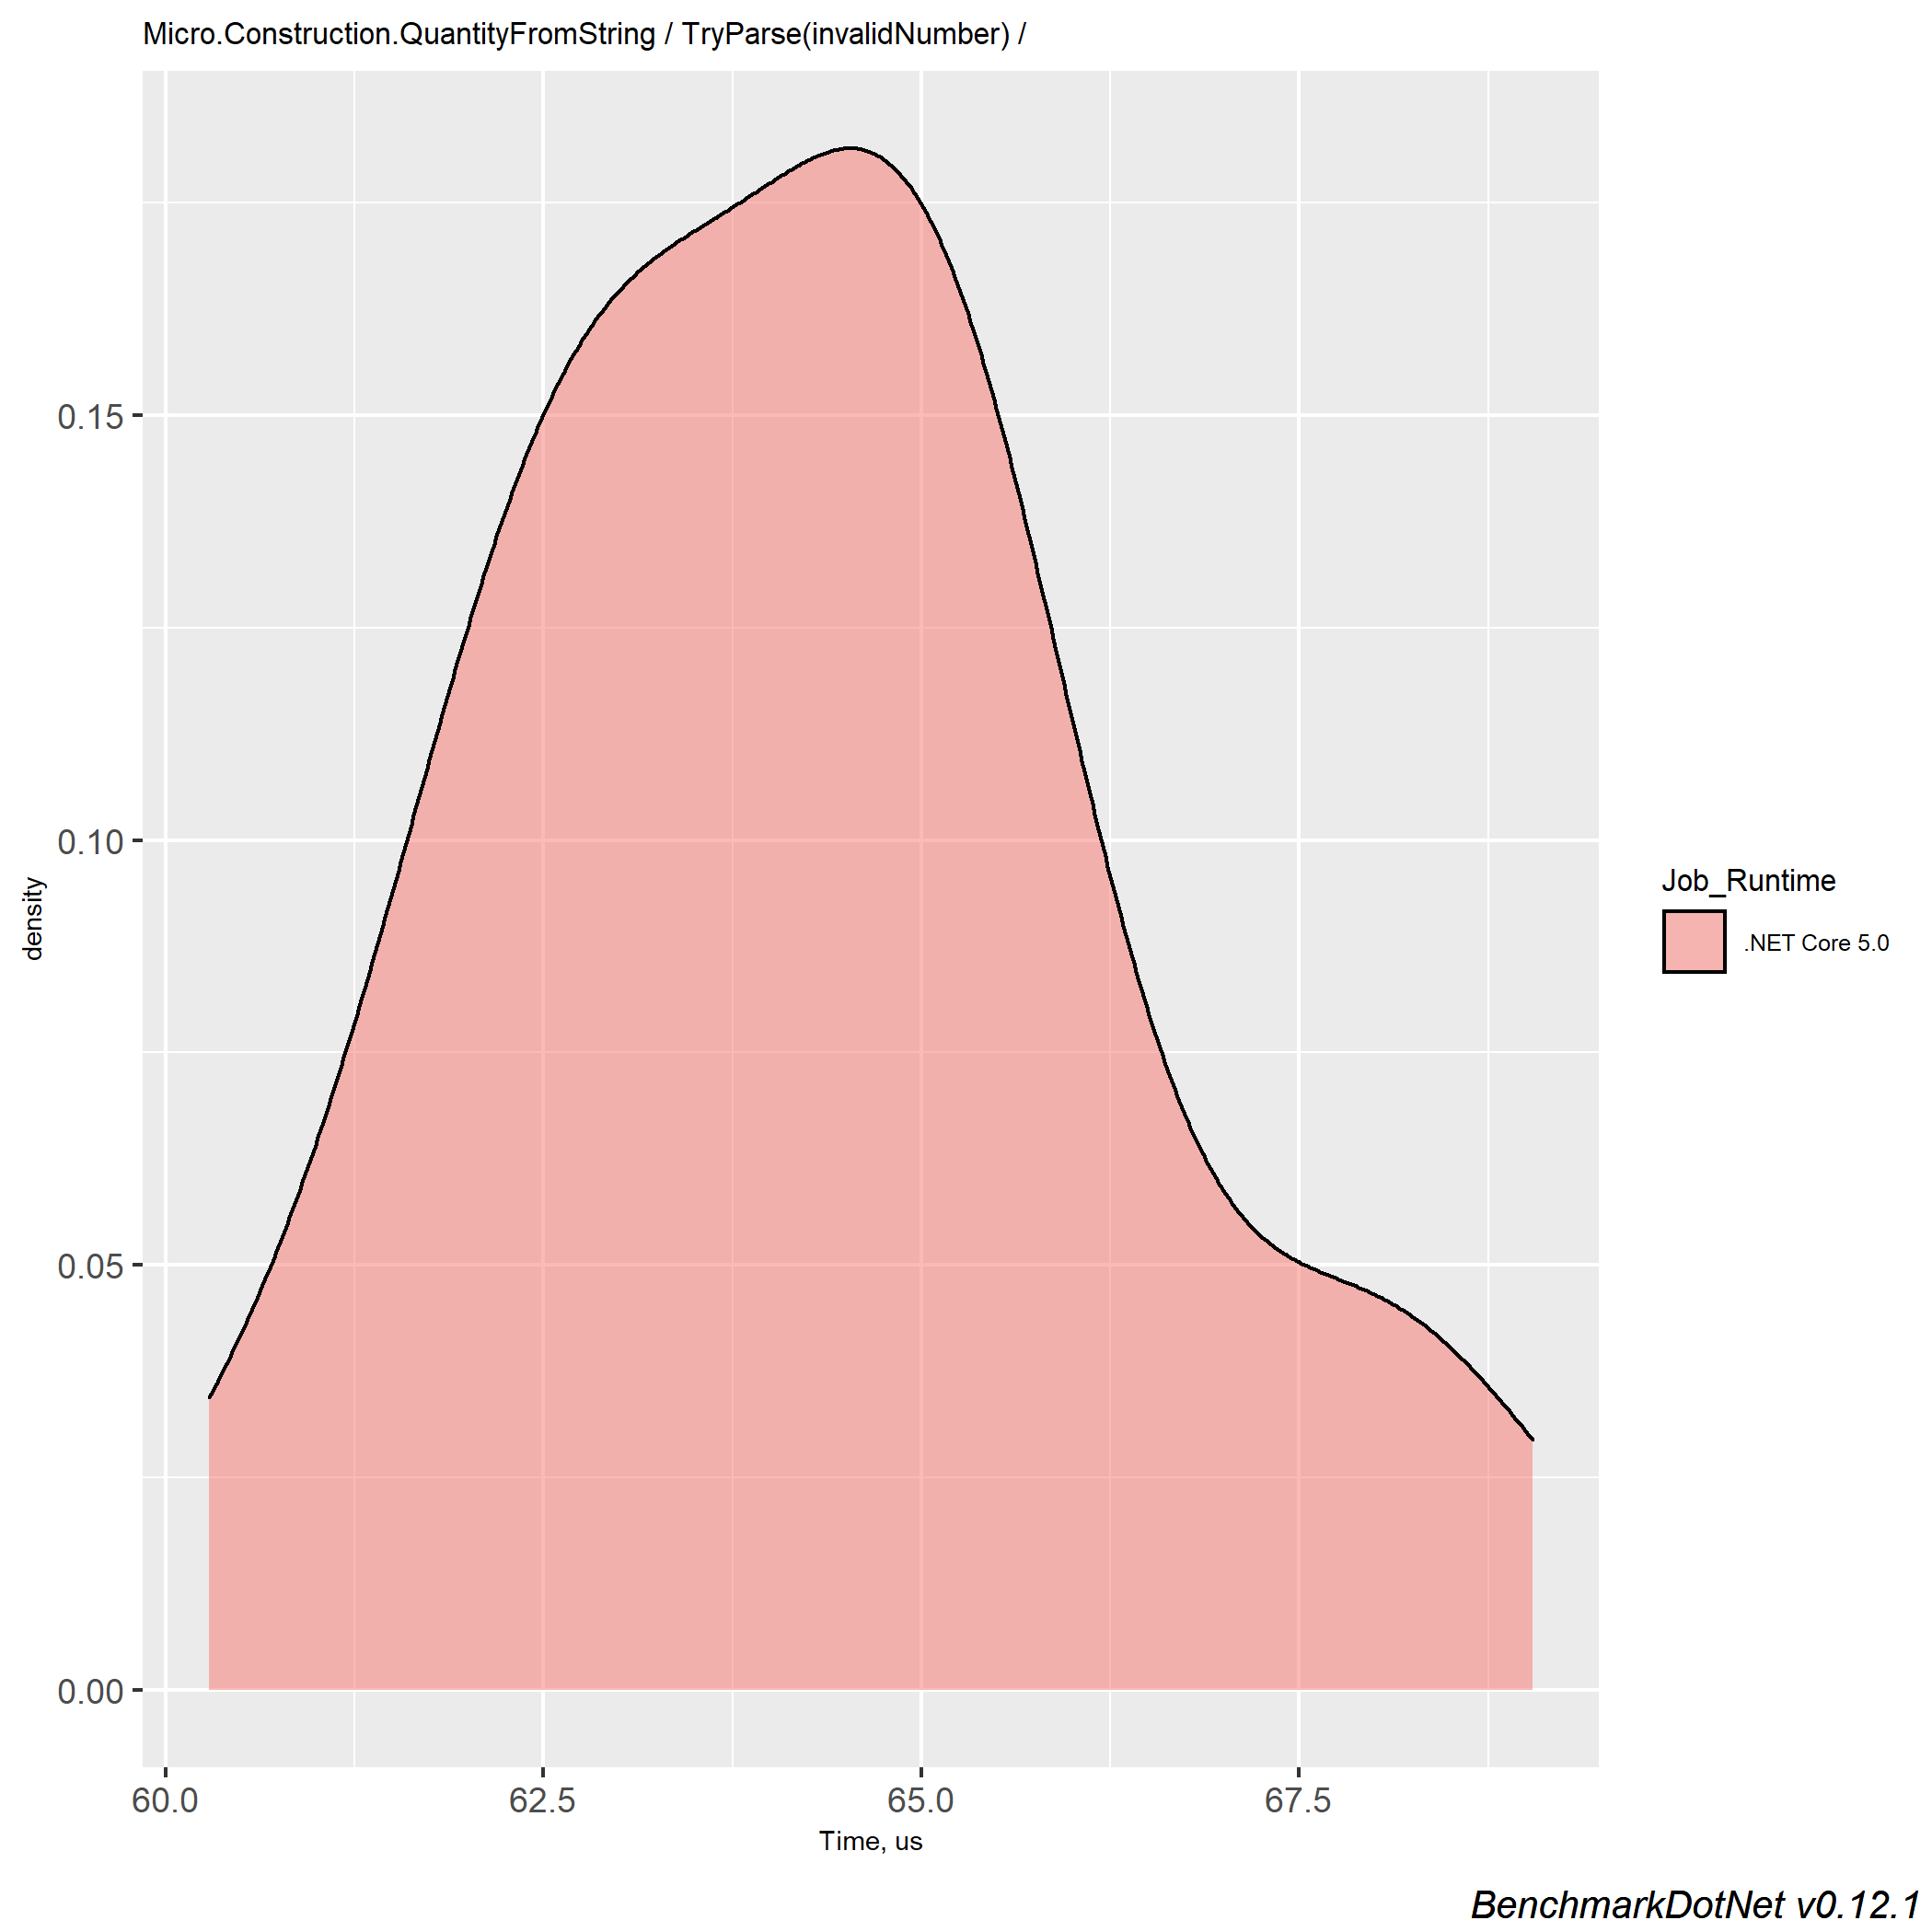 Micro.Construction.QuantityFromString / TryParse(invalidNumber) /
0.15
0.10
0.05
0.00
density
60.0 62.5 65.0 67.5
Time, us
Job_Runtime
.NET Core 5.0
BenchmarkDotNet v0.12.1